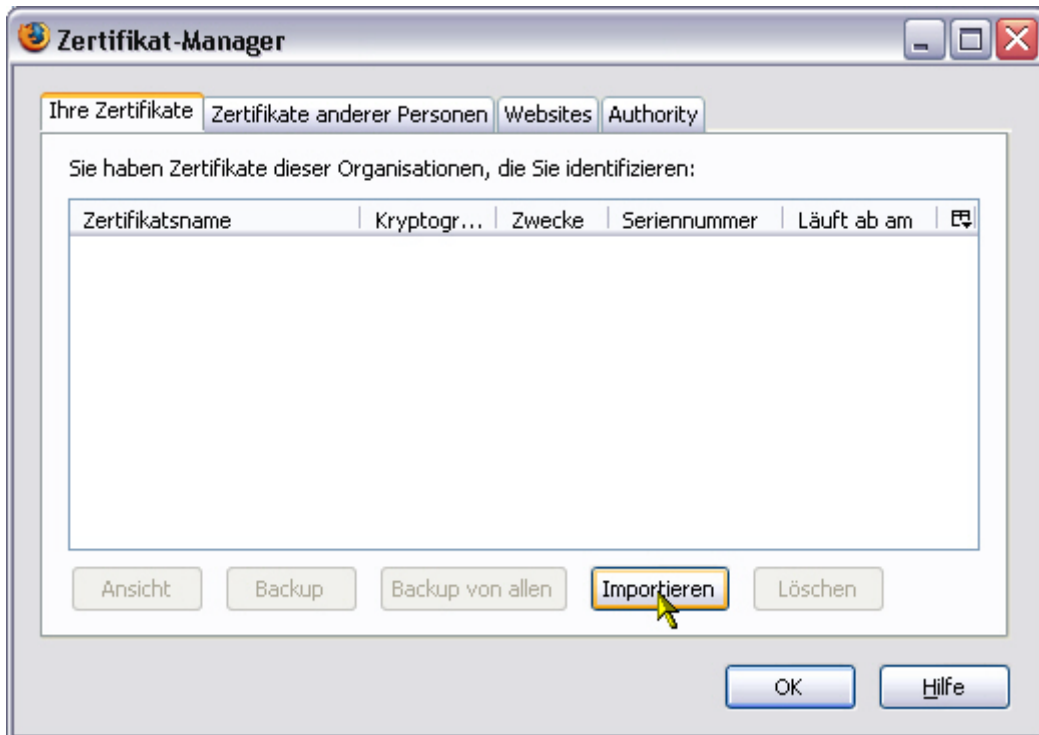 Zertifikat-Manager
Ihre Zertifikate Zertifikate anderer Personen Websites Authority
Sie haben Zertifikate dieser Organisationen, die Sie identifizieren:
Zertifikatsname Kryptogr... Zwecke Seriennummer Läuft ab am
Ansicht Backup Backup von allen Importieren Löschen
OK Hilfe